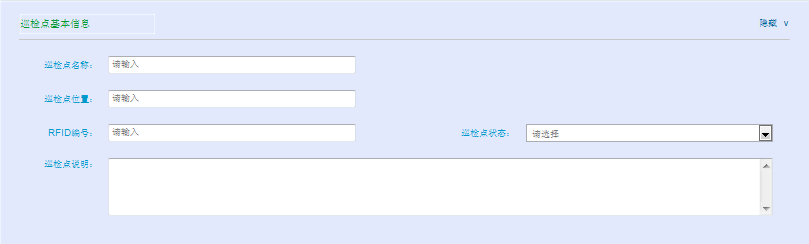 巡检点基本信息
隐藏 ∨
巡检点名称: 请输入
巡检点位置: 请输入
RFID编号: 请输入 巡检点状态: 请选择
巡检点说明: